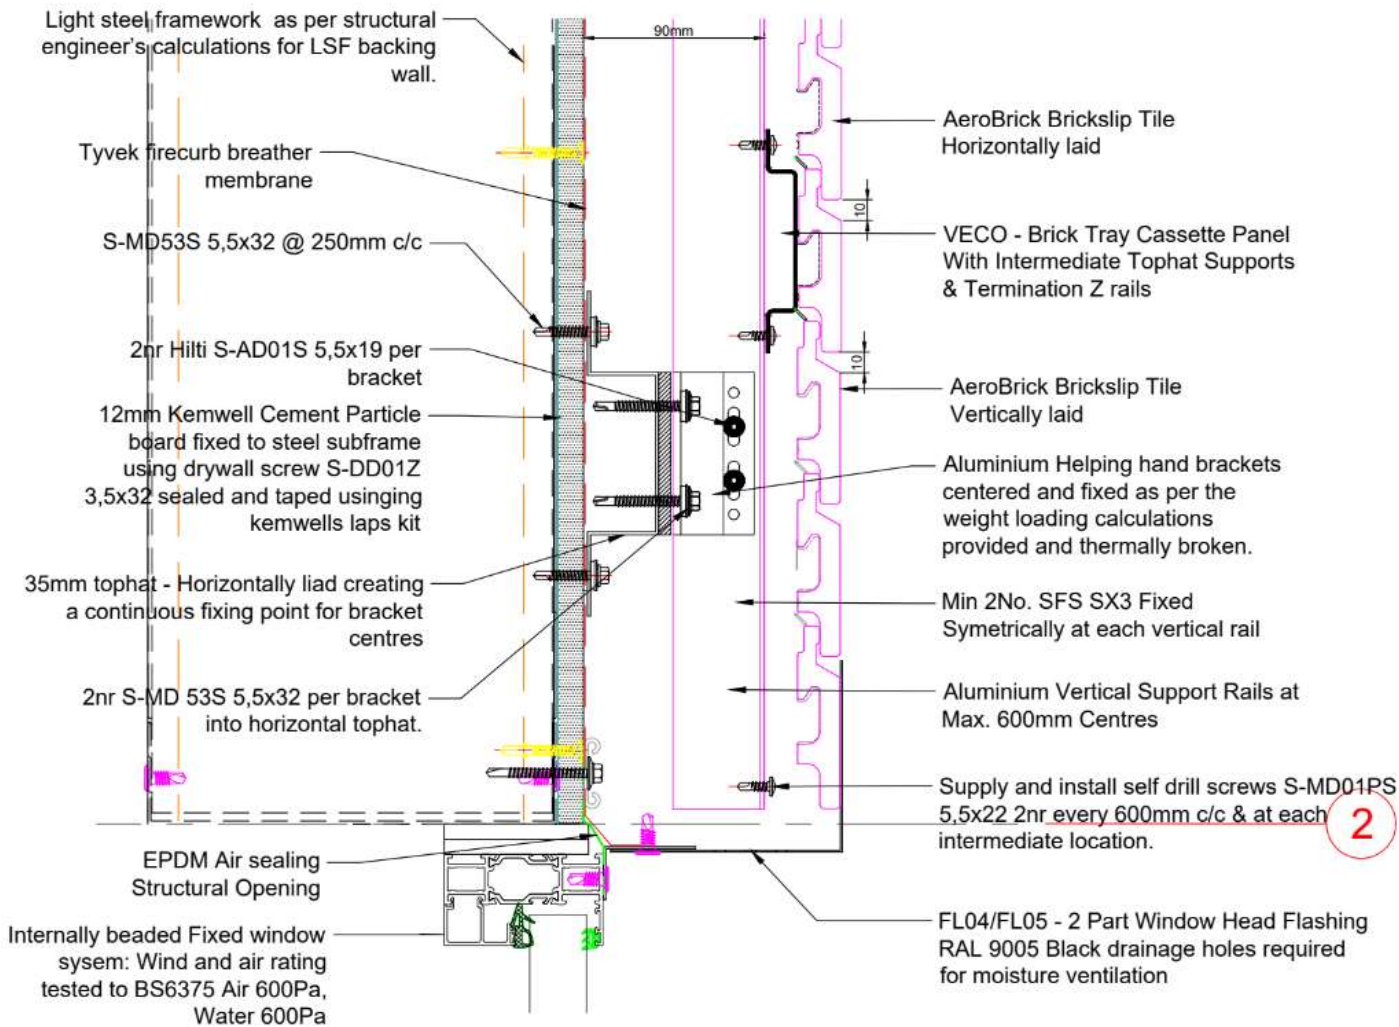 Light steel framework as per structural
engineer's calculations for LSF backing
wall.
Tyvek firecurb breather
membrane
S-MD53S 5,5x32 @ 250mm c/c
2nr Hilti S-AD01S 5,5x19 per
bracket
12mm Kemwell Cement Particle
board fixed to steel subframe
using drywall screw S-DD01Z
3,5x32 sealed and taped usinging
kemwells laps kit
35mm tophat - Horizontally liad creating
a continuous fixing point for bracket
centres
2nr S-MD 53S 5,5x32 per bracket
into horizontal tophat.
EPDM Air sealing
Structural Opening
Internally beaded Fixed window
sysem: Wind and air rating
tested to BS6375 Air 600Pa,
Water 600Pa
90mm
10
10
AeroBrick Brickslip Tile
Horizontally laid
VECO - Brick Tray Cassette Panel
With Intermediate Tophat Supports
& Termination Z rails
AeroBrick Brickslip Tile
Vertically laid
Aluminium Helping hand brackets
centered and fixed as per the
weight loading calculations
provided and thermally broken.
Min 2No. SFS SX3 Fixed
Symetrically at each vertical rail
Aluminium Vertical Support Rails at
Max. 600mm Centres
Supply and install self drill screws S-MD01PS
5,5x22 2nr every 600mm c/c & at each
intermediate location.
2
FL04/FL05 - 2 Part Window Head Flashing
RAL 9005 Black drainage holes required
for moisture ventilation